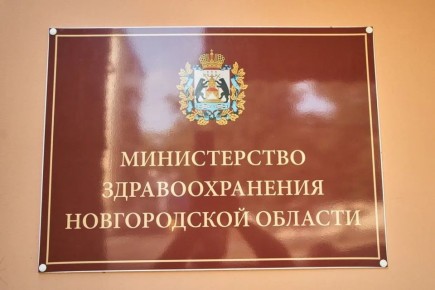 МИНИСТЕРСТВО
ЗДРАВООХРАНЕНИЯ
НОВГОРОДСКОЙ ОБЛАСТИ